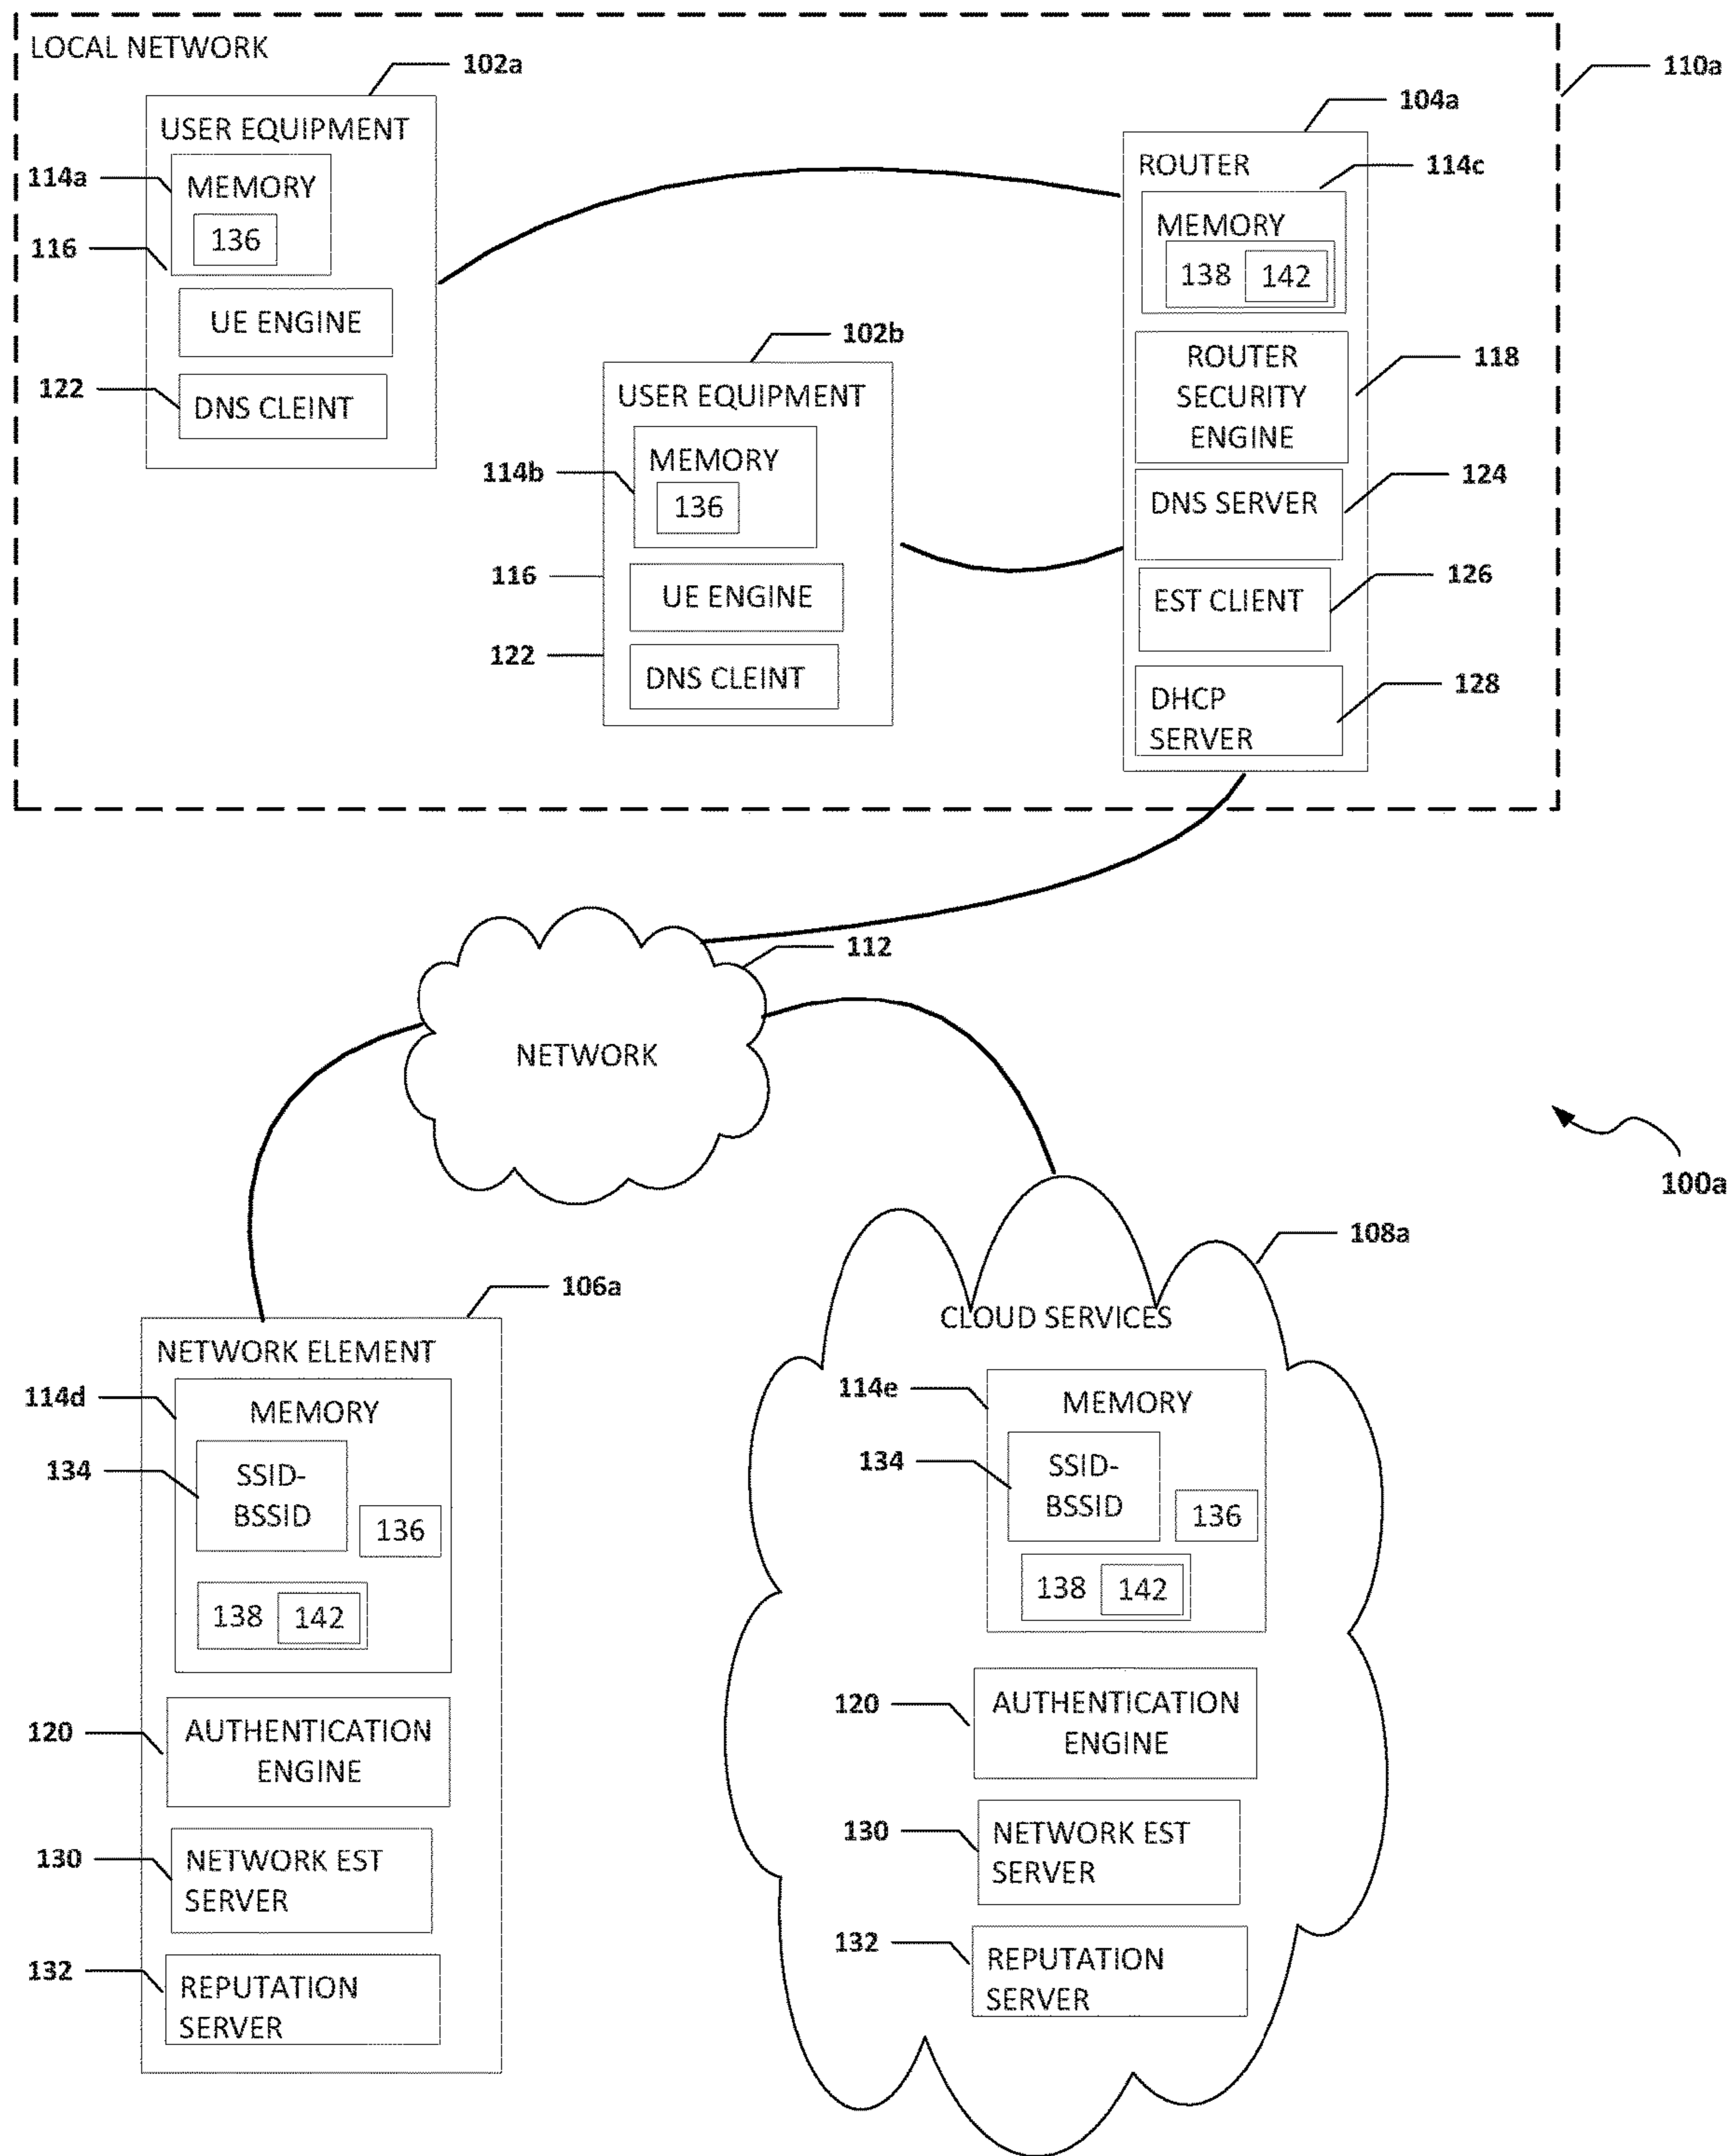 LOCAL NETWORK
110a
102a
USER EQUIPMENT
114a
MEMORY
136
116
UE ENGINE
122
DNS CLEINT
102b
USER EQUIPMENT
114b
MEMORY
136
116
UE ENGINE
122
DNS CLEINT
104a
ROUTER
114c
MEMORY
138 142
ROUTER
SECURITY
ENGINE
118
DNS SERVER
124
EST CLIENT
126
DHCP
SERVER
128
112
NETWORK
100a
106a
NETWORK ELEMENT
114d
MEMORY
134
SSID-
BSSID
136
138 142
120
AUTHENTICATION
ENGINE
130
NETWORK EST
SERVER
132
REPUTATION
SERVER
108a
CLOUD SERVICES
114e
MEMORY
134
SSID-
BSSID
136
138 142
120
AUTHENTICATION
ENGINE
130
NETWORK EST
SERVER
132
REPUTATION
SERVER